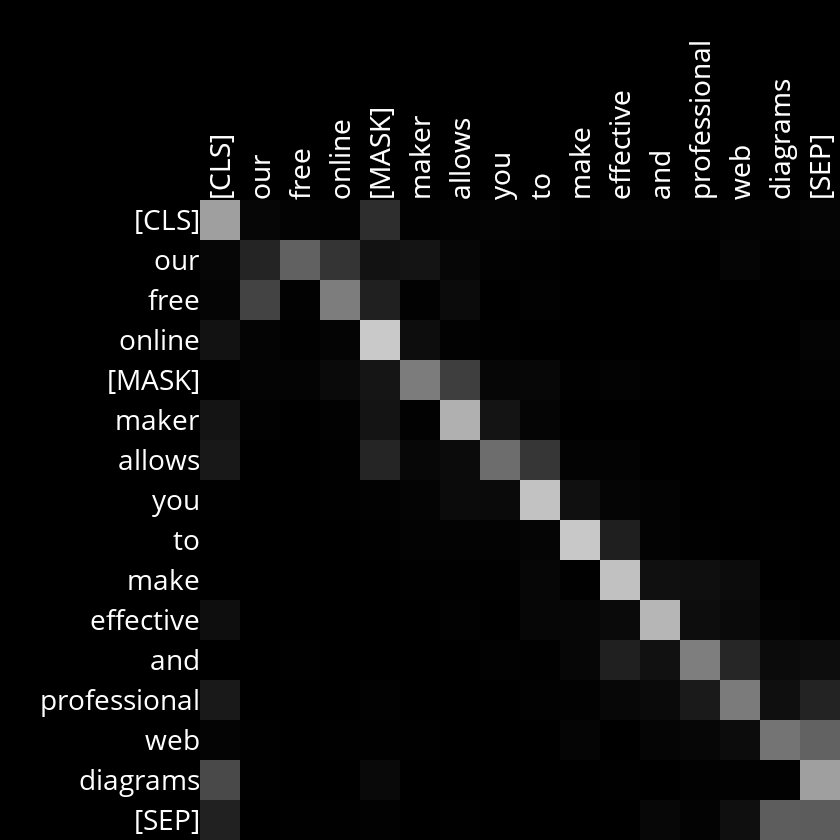 [CLS]
our
free
online
[MASK]
maker
allows
you
to
make
effective
and
professional
web
diagrams
[SEP]
[CLS]
our
free
online
[MASK]
maker
allows
you
to
make
effective
and
professional
web
diagrams
[SEP]